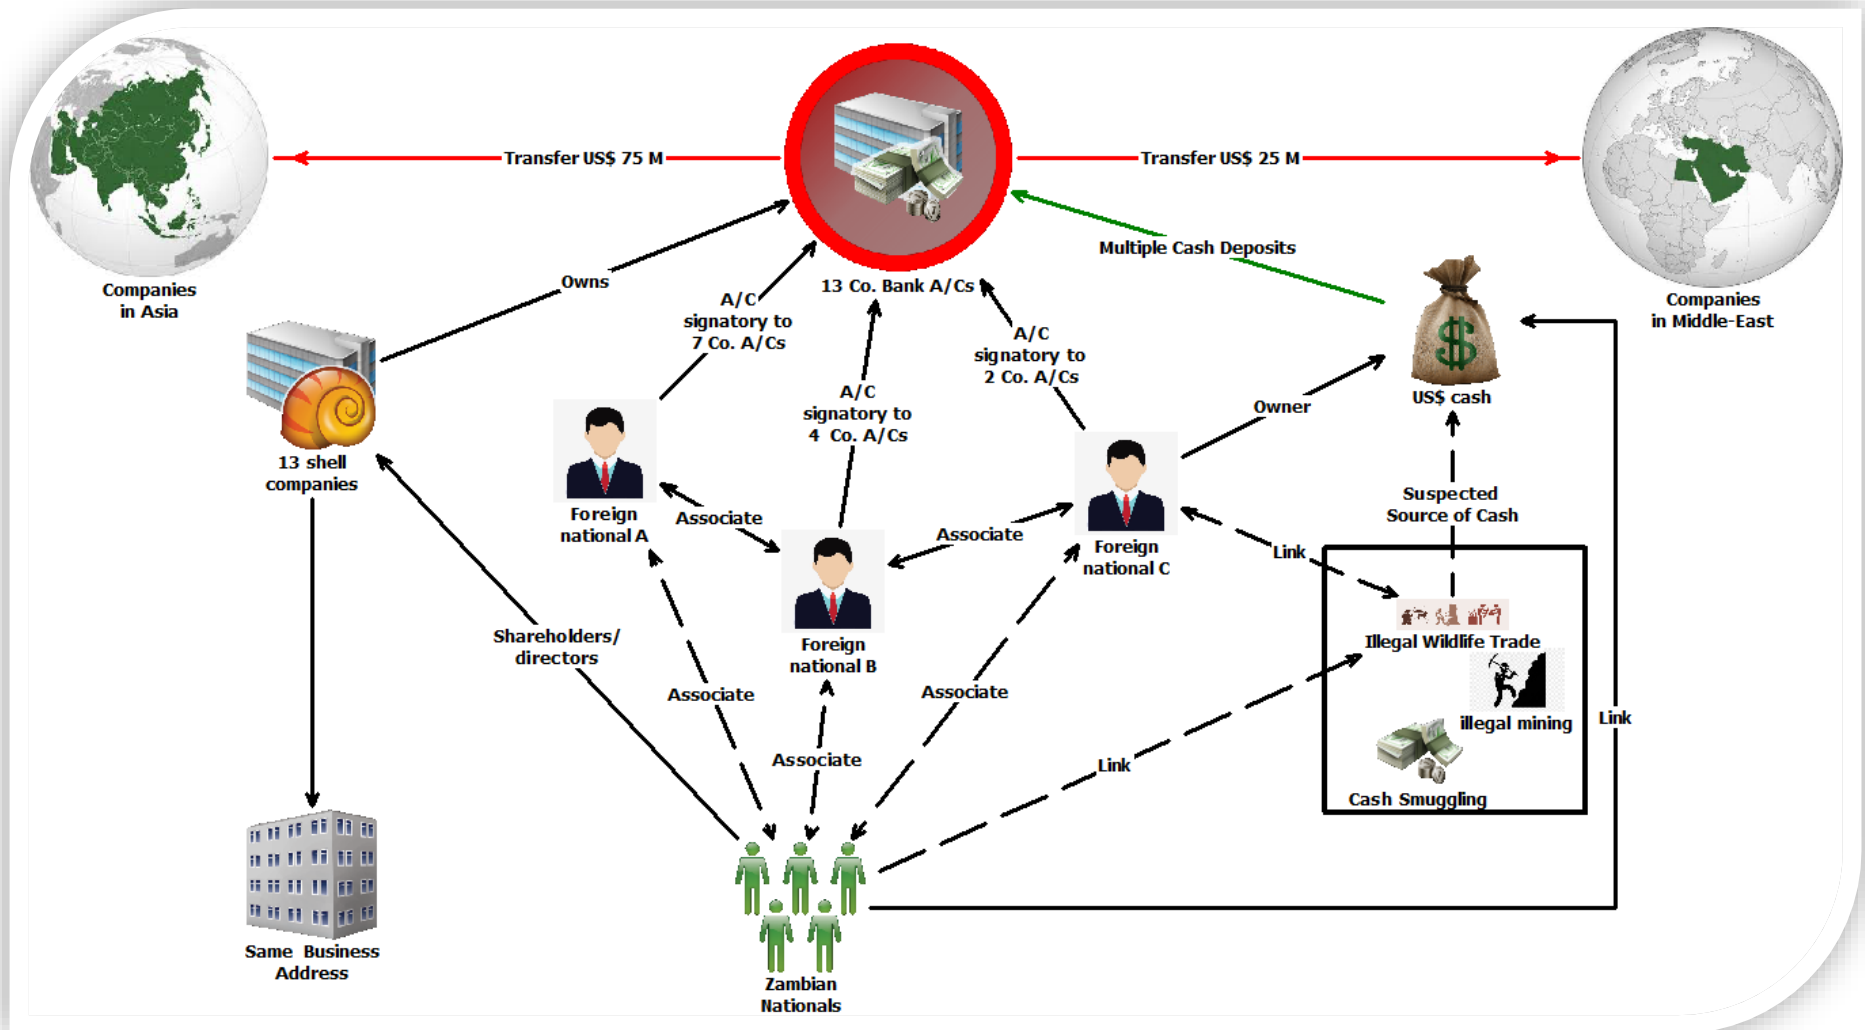 Transfer US$ 75 M
Transfer US$ 25 M
Multiple Cash Deposits
Companies
in Asia
Owns
13 Co. Bank A/Cs
Companies
in Middle-East
A/C
signatory to
7 Co. A/Cs
A/C
signatory to
2 Co. A/Cs
A/C
signatory to
4 Co. A/Cs
US$ cash
Owner
13 shell
companies
Foreign
national A
Associate
Associate
Foreign
national C
Suspected
Source of Cash
Link
Foreign
national B
Shareholders/
directors
Illegal Wildlife Trade
illegal mining
Cash Smuggling
Link
Associate
Associate
Associate
Link
Same Business
Address
Zambian
Nationals